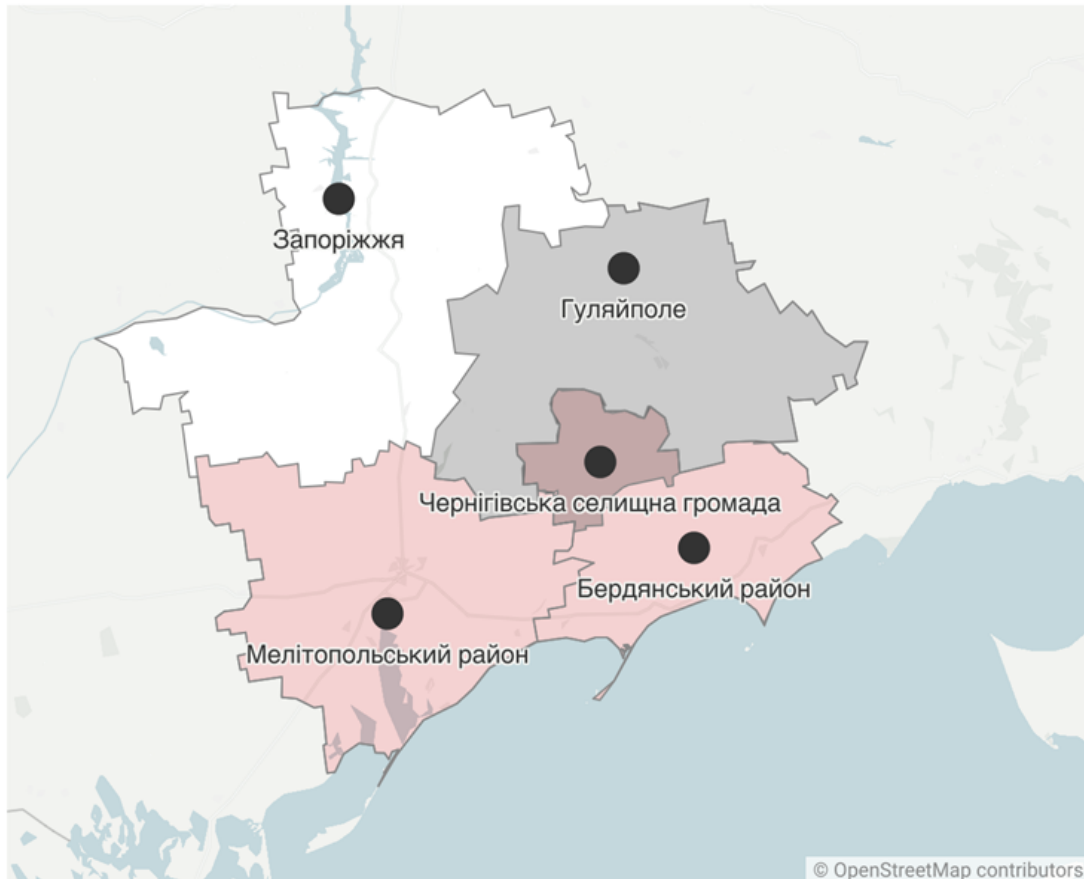 Запоріжжя
Гуляйполе
Чернігівська селищна громада
Бердянський район
Мелітопольський район
© OpenStreetMap contributors